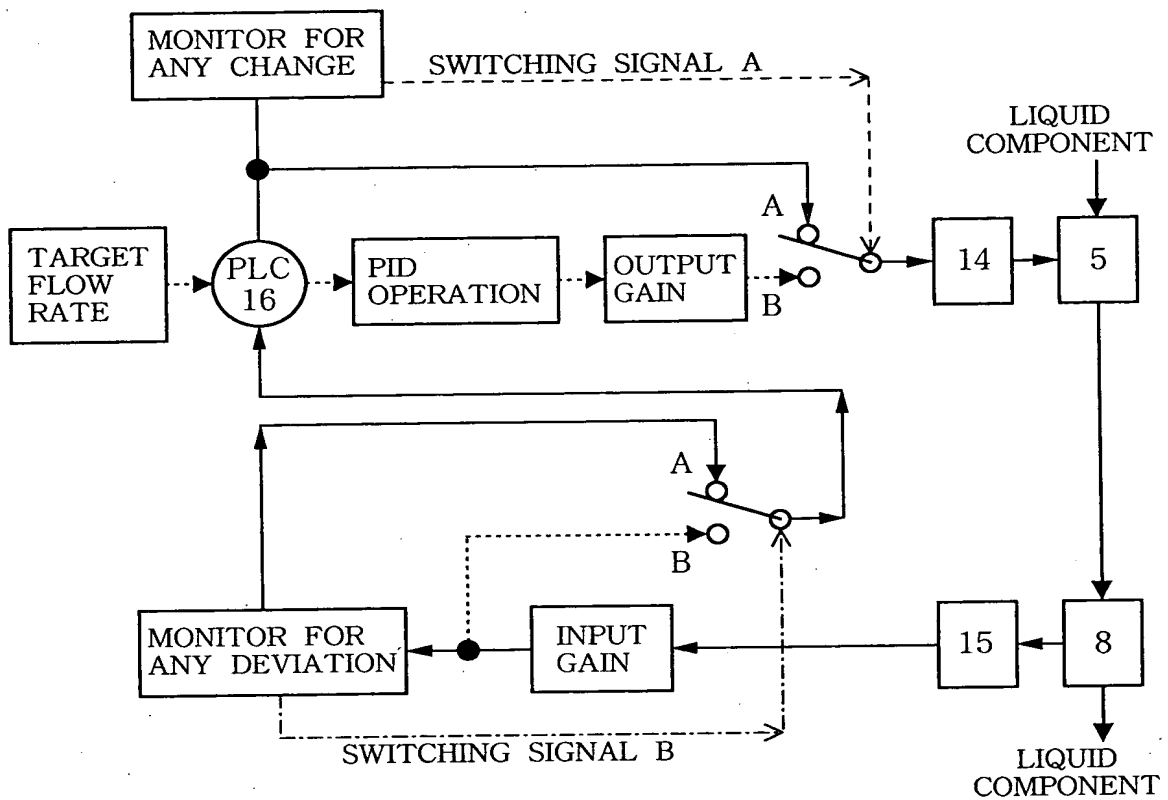 MONITOR FOR
ANY CHANGE
SWITCHING SIGNAL A
LIQUID
COMPONENT
A
TARGET
FLOW
RATE
PLC
16
PID
OPERATION
OUTPUT
GAIN
B
14
5
A
B
MONITOR FOR
ANY DEVIATION
INPUT
GAIN
15
8
SWITCHING SIGNAL B
LIQUID
COMPONENT